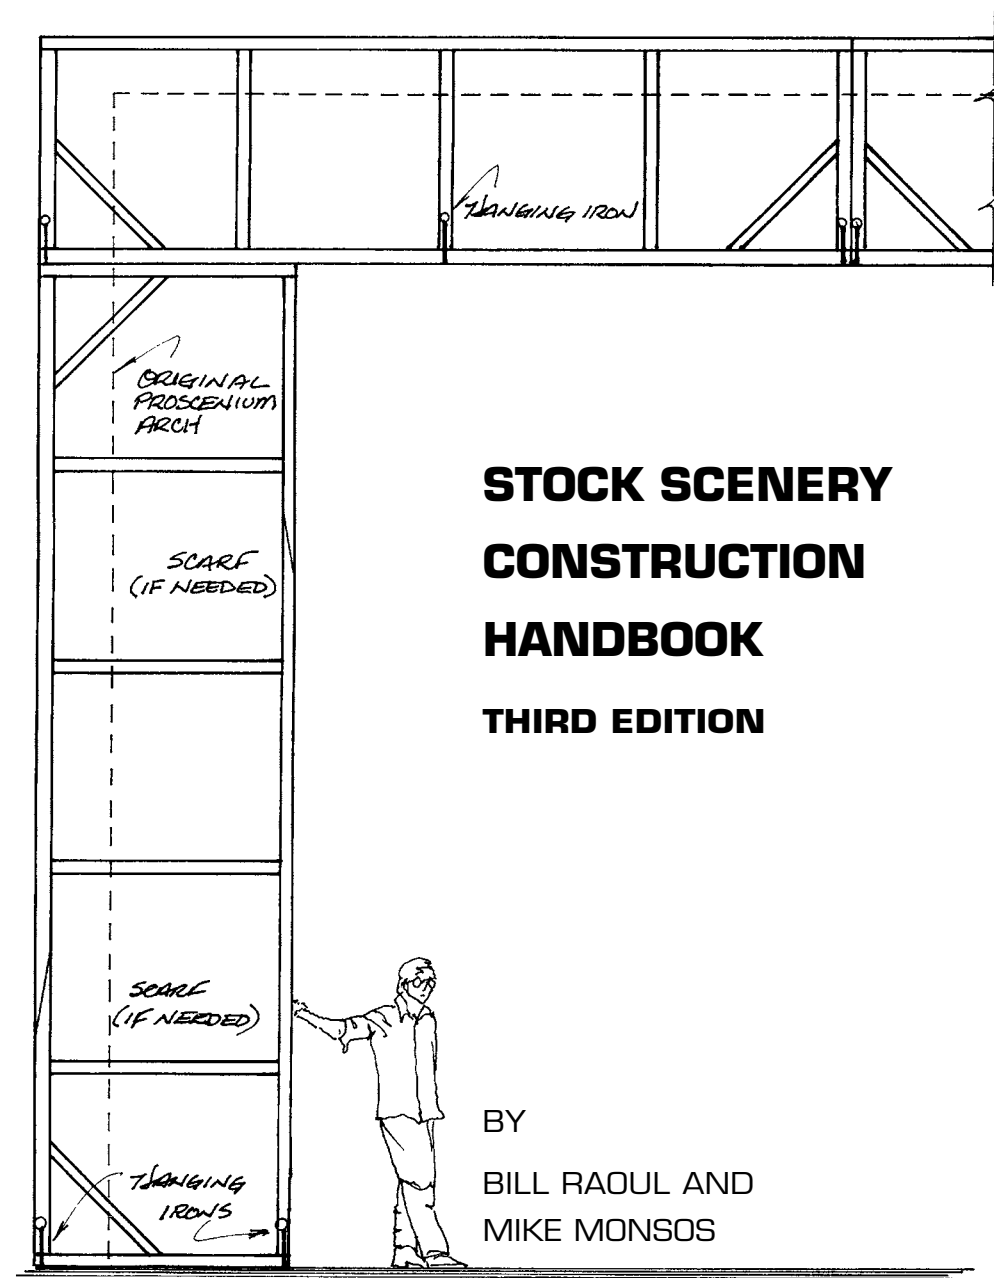 HANGING IRON
ORIGINAL
PROSCENIUM
ARCH
STOCK SCENERY
CONSTRUCTION
HANDBOOK
THIRD EDITION
SCARF
(IF NEEDED)
SCARF
(IF NEEDED)
HANGING
IRONS
BY
BILL RAOUL AND
MIKE MONSOS